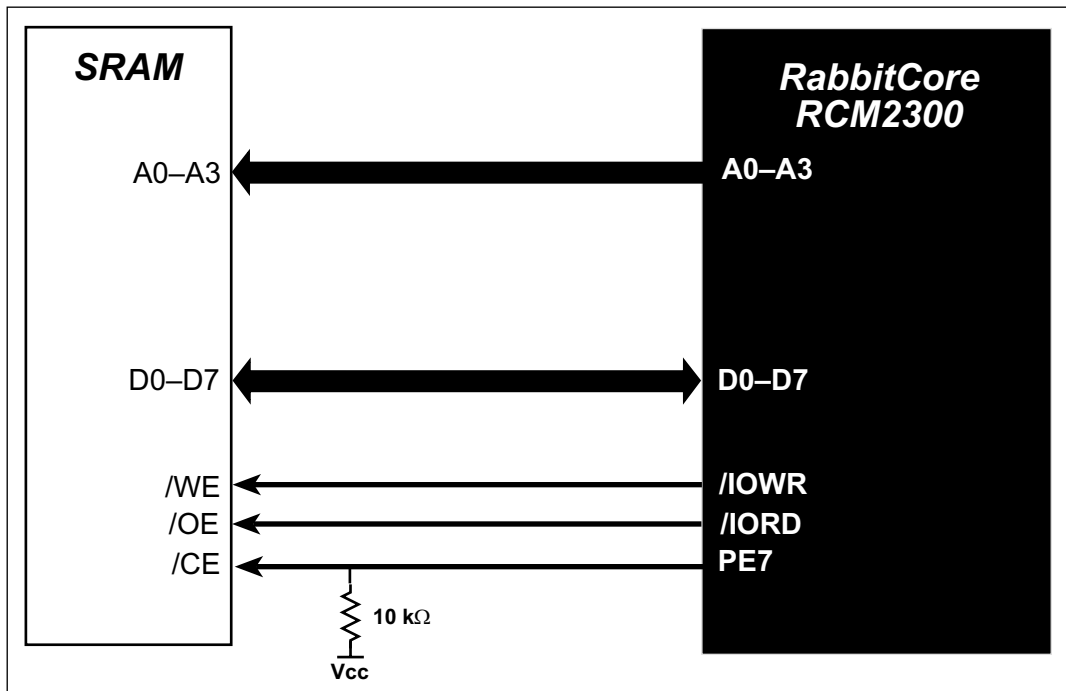 SRAM
A0–A3
D0–D7
/WE
/OE
/CE
10 kΩ
Vcc
RabbitCore
RCM2300
A0–A3
D0–D7
/IOWR
/IORD
PE7